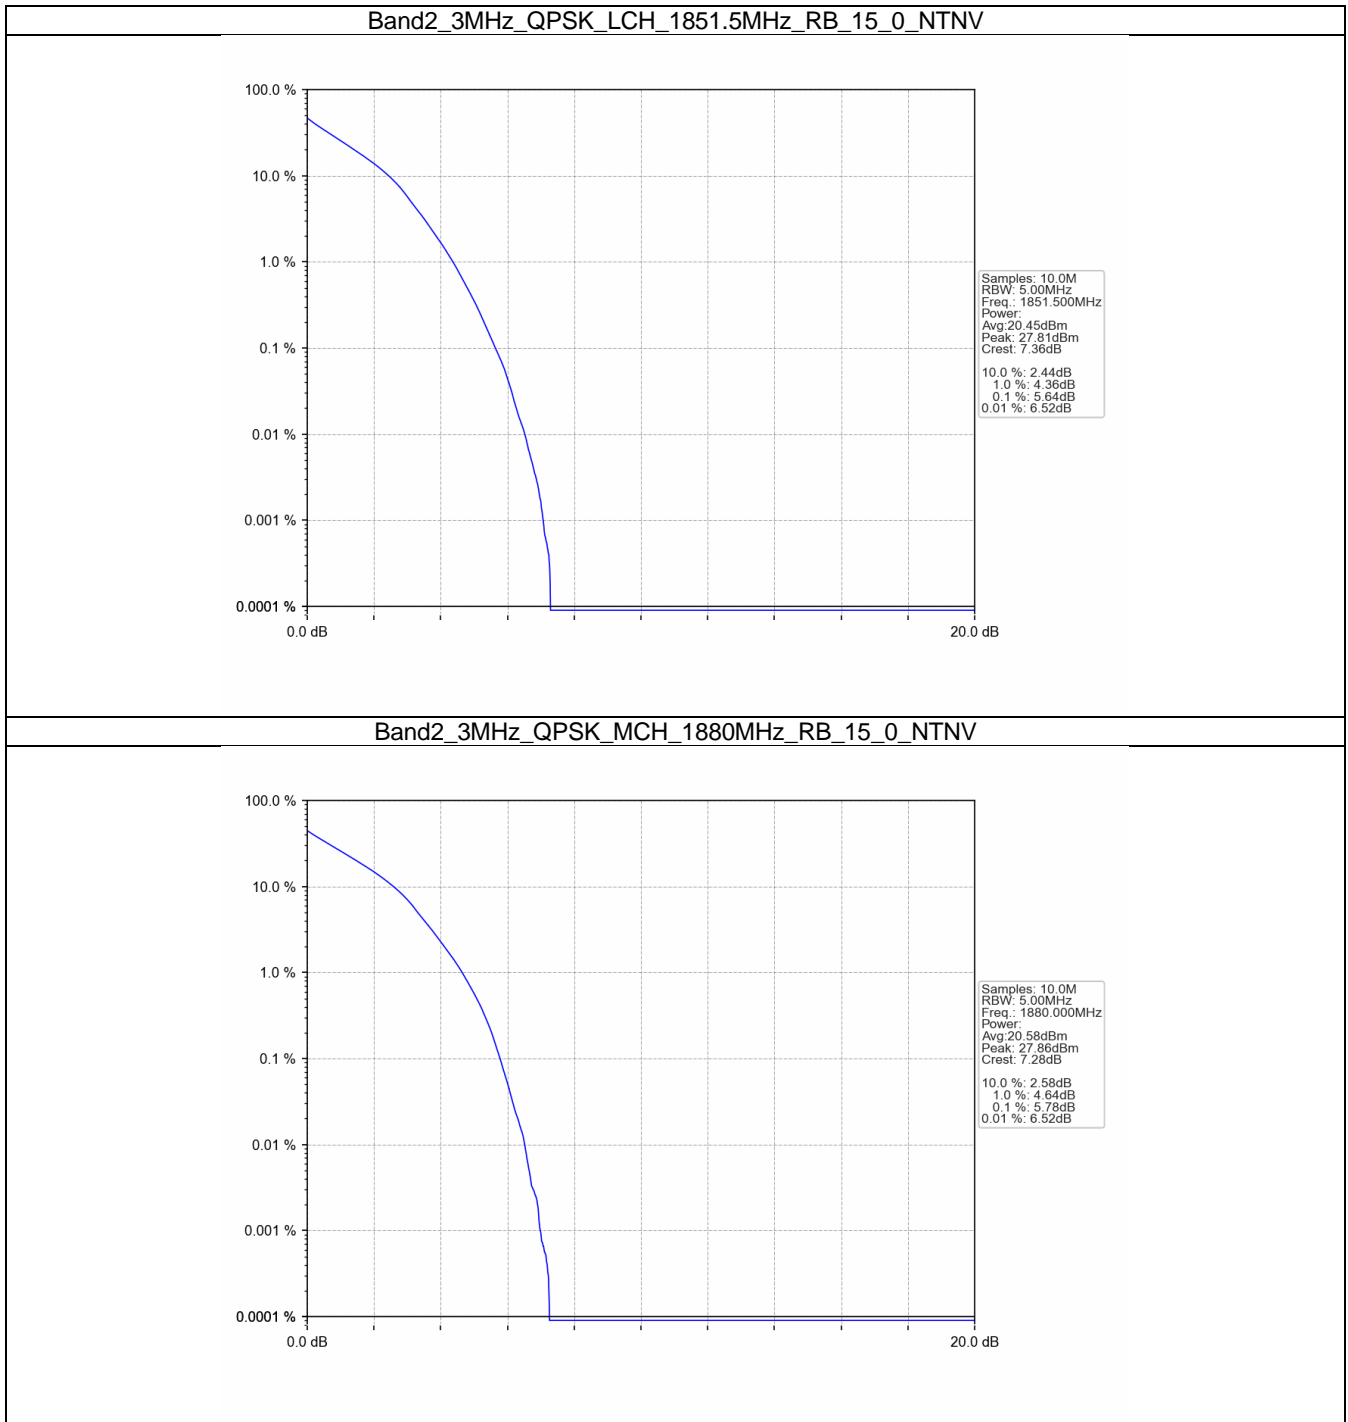 Band2_3MHz_QPSK_LCH_1851.5MHz_RB_15_0_NTNV
100.0 %
10.0 %
1.0 %
0.1 %
0.01 %
0.001 %
0.0001 %
0.0 dB
20.0 dB
Samples: 10.0M
RBW: 5.00MHz
Freq.: 1851.500MHz
Power:
Avg:20.45dBm
Peak: 27.81dBm
Crest: 7.36dB
10.0 %: 2.44dB
1.0 %: 4.36dB
0.1 %: 5.64dB
0.01 %: 6.52dB
Band2_3MHz_QPSK_MCH_1880MHz_RB_15_0_NTNV
100.0 %
10.0 %
1.0 %
0.1 %
0.01 %
0.001 %
0.0001 %
0.0 dB
20.0 dB
Samples: 10.0M
RBW: 5.00MHz
Freq.: 1880.000MHz
Power:
Avg:20.58dBm
Peak: 27.86dBm
Crest: 7.28dB
10.0 %: 2.58dB
1.0 %: 4.64dB
0.1 %: 5.78dB
0.01 %: 6.52dB